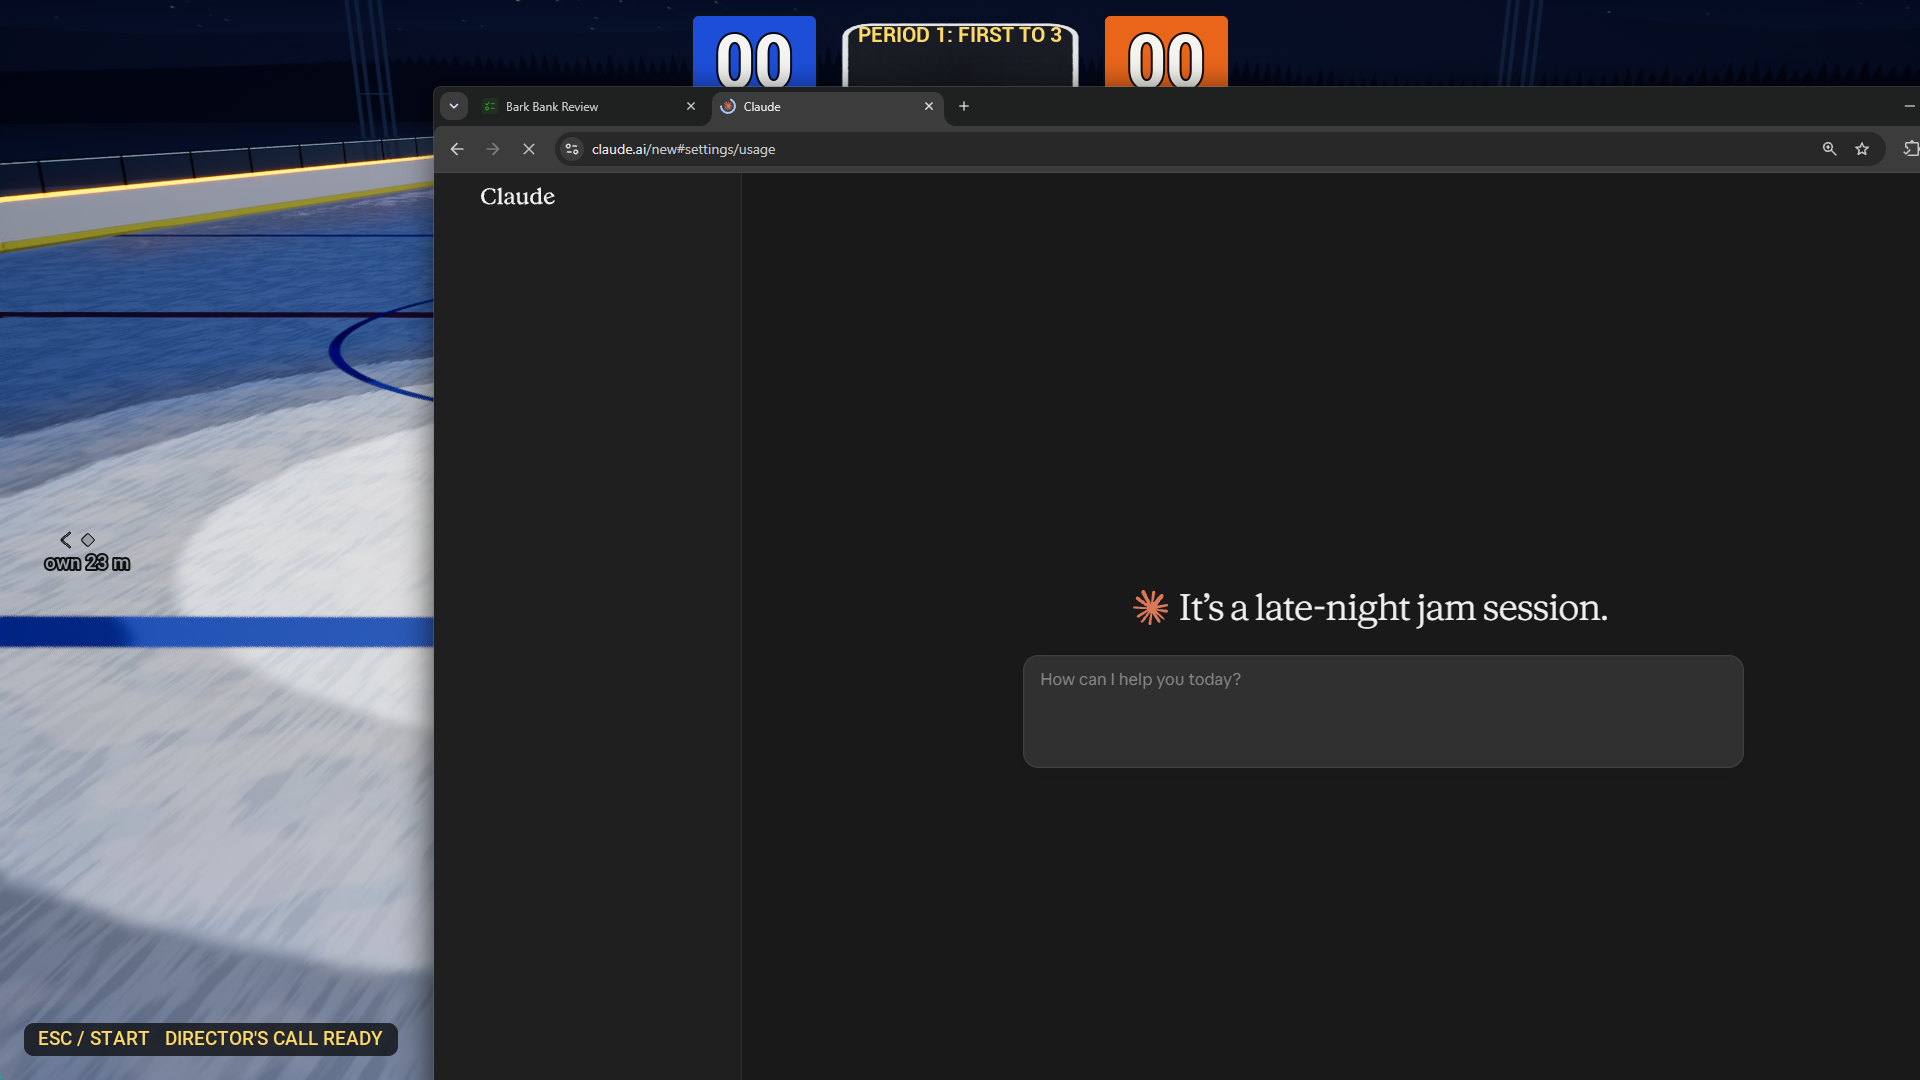 00
PERIOD 1: FIRST TO 3
00
Bark Bank Review
Claude
claude.ai/new#settings/usage
Claude
It's a late-night jam session.
How can I help you today?
own 23 m
ESC / START DIRECTOR'S CALL READY